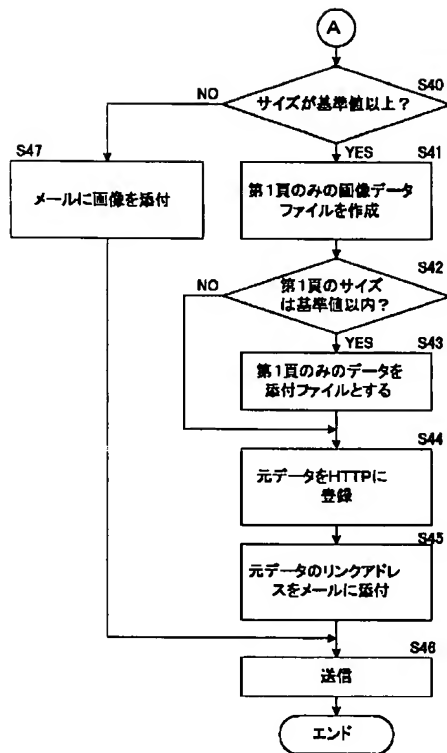 A
S40
サイズが基準値以上？
NO
YES
S47
メールに画像を添付
S41
第1頁のみの画像データ
ファイルを作成
S42
第1頁のサイズ
は基準値以内？
NO
YES
S43
第1頁のみのデータを
添付ファイルとする
S44
元データをHTTPに
登録
S45
元データのリンクアドレ
スをメールに添付
S46
送信
エンド